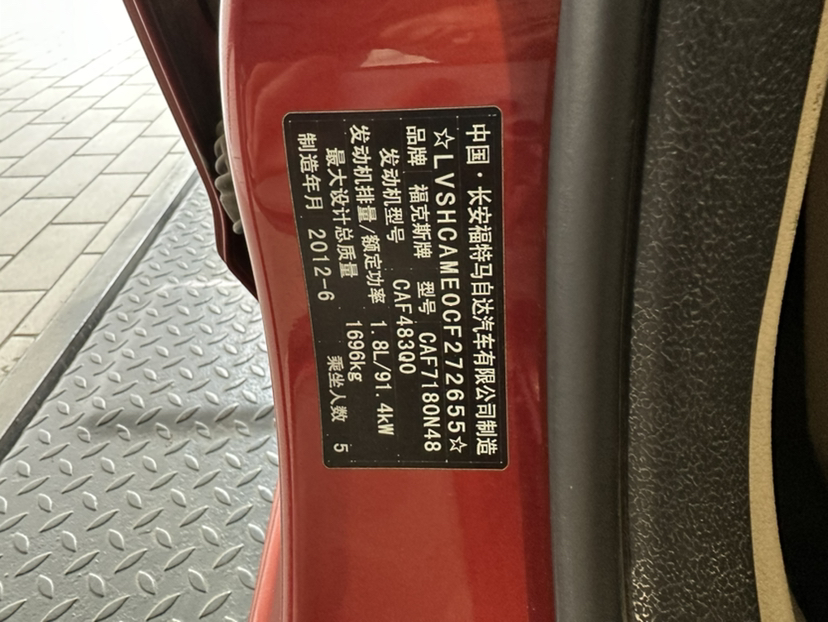 中国·长安福特马自达汽车有限公司制造
☆LVSHCAME0CF272655☆
品牌 福克斯牌 型号 CAF7180N48
发动机型号 CAF483Q0
发动机排量/额定功率 1.8L/91.4kW
最大设计总质量 1696kg
制造年月 2012-6 乘坐人数 5